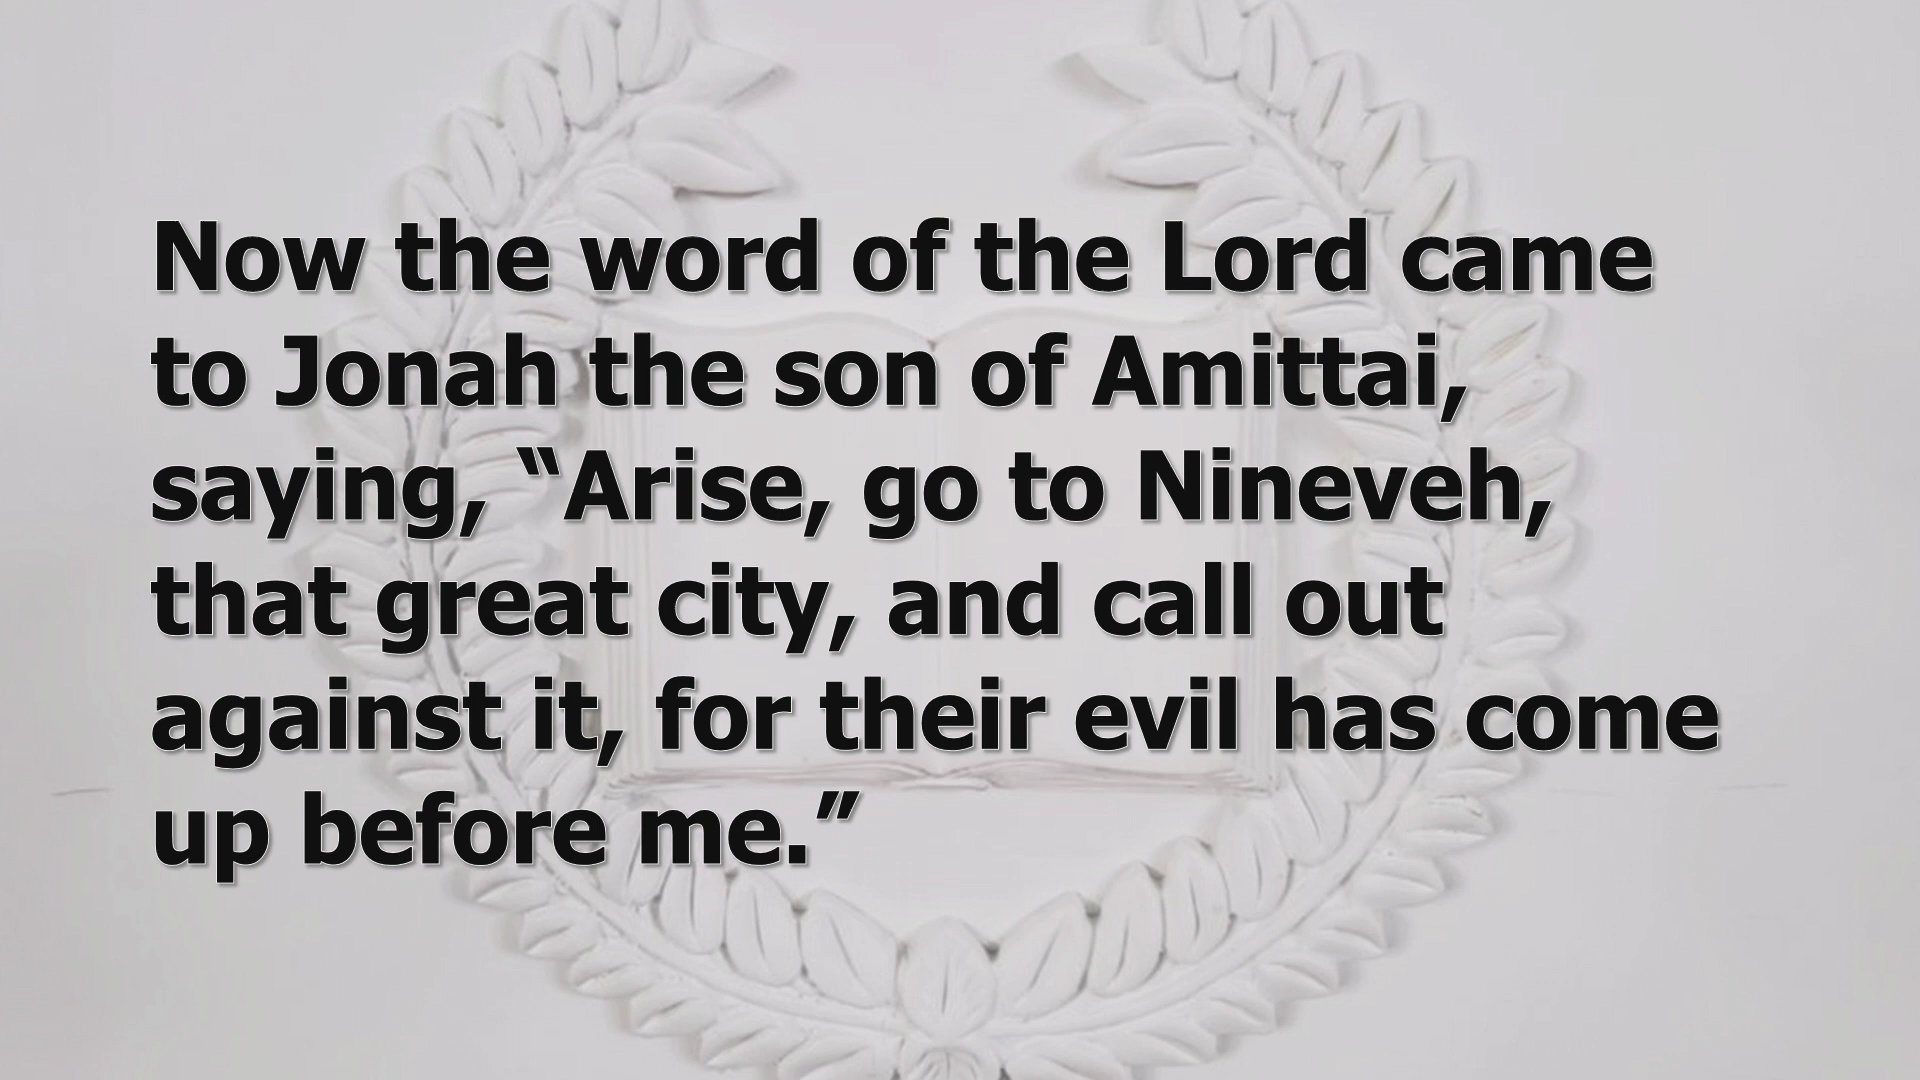 Now the word of the Lord came
to Jonah the son of Amittai,
saying, “Arise, go to Nineveh,
that great city, and call out
against it, for their evil has come
up before me.”